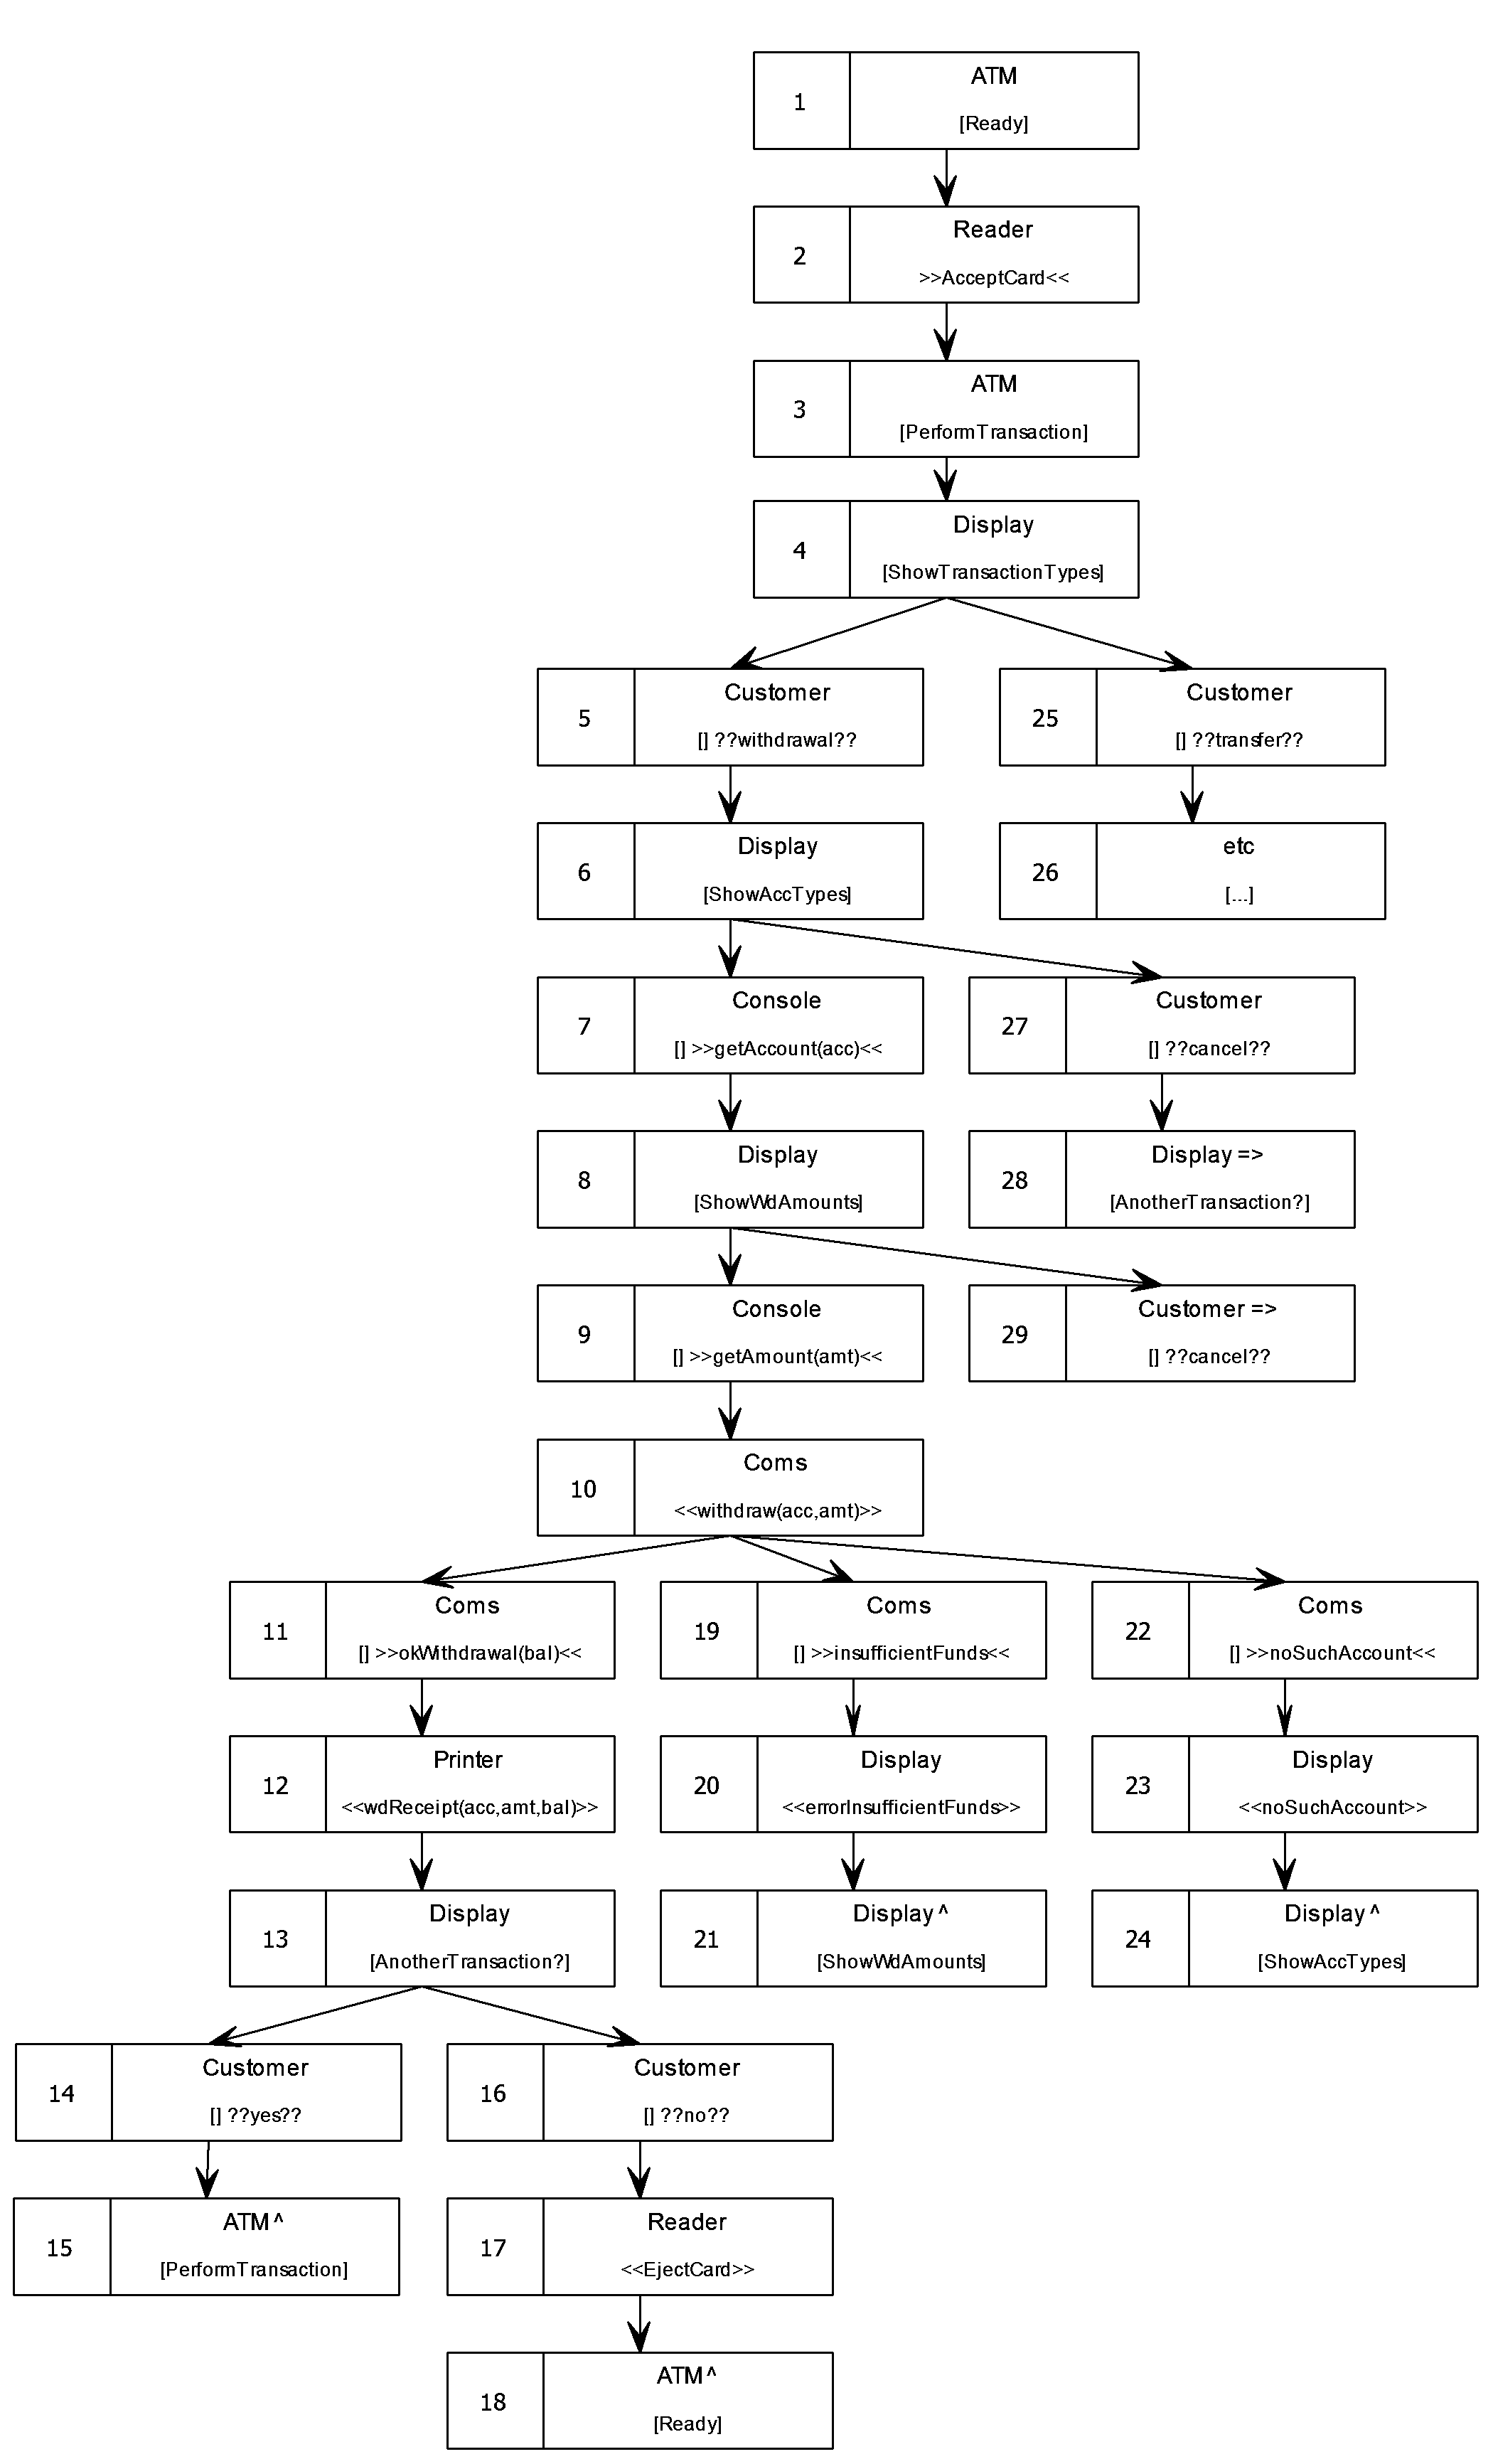 1
ATM
[Ready]
2
Reader
>>AcceptCard<<
3
ATM
[PerformTransaction]
4
Display
[ShowTransactionTypes]
5
Customer
[] ??withdrawal??
25
Customer
[] ??transfer??
6
Display
[ShowAccTypes]
26
etc
[...]
7
Console
[] >>getAccount(acc)<<
27
Customer
[] ??cancel??
8
Display
[ShowWdAmounts]
28
Display =>
[AnotherTransaction?]
9
Console
[] >>getAmount(amt)<<
29
Customer =>
[] ??cancel??
10
Coms
<<withdraw(acc,amt)>>
11
Coms
[] >>okWithdrawal(bal)<<
19
Coms
[] >>insufficientFunds<<
22
Coms
[] >>noSuchAccount<<
12
Printer
<<wdReceipt(acc,amt,bal)>>
20
Display
<<errorInsufficientFunds>>
23
Display
<<noSuchAccount>>
13
Display
[AnotherTransaction?]
21
Display ^
[ShowWdAmounts]
24
Display ^
[ShowAccTypes]
14
Customer
[] ??yes??
16
Customer
[] ??no??
15
ATM ^
[PerformTransaction]
17
Reader
<<EjectCard>>
18
ATM ^
[Ready]